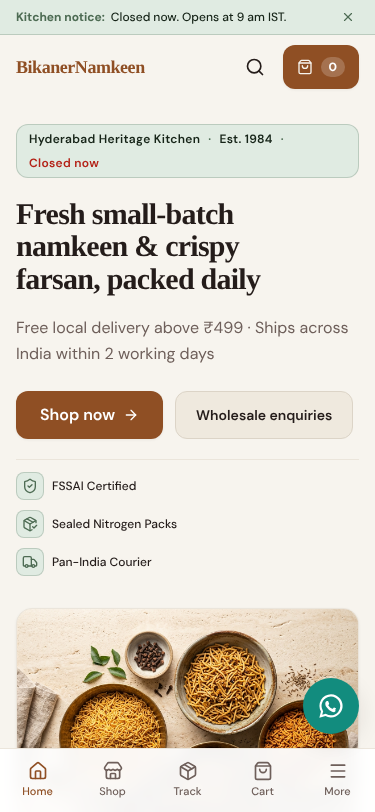 Kitchen notice: Closed now. Opens at 9 am IST.
BikanerNamkeen
0
Hyderabad Heritage Kitchen · Est. 1984 ·
Closed now
Fresh small-batch
namkeen & crispy
farsan, packed daily
Free local delivery above ₹499 · Ships across
India within 2 working days
Shop now →
Wholesale enquiries
FSSAI Certified
Sealed Nitrogen Packs
Pan-India Courier
Home
Shop
Track
Cart
More